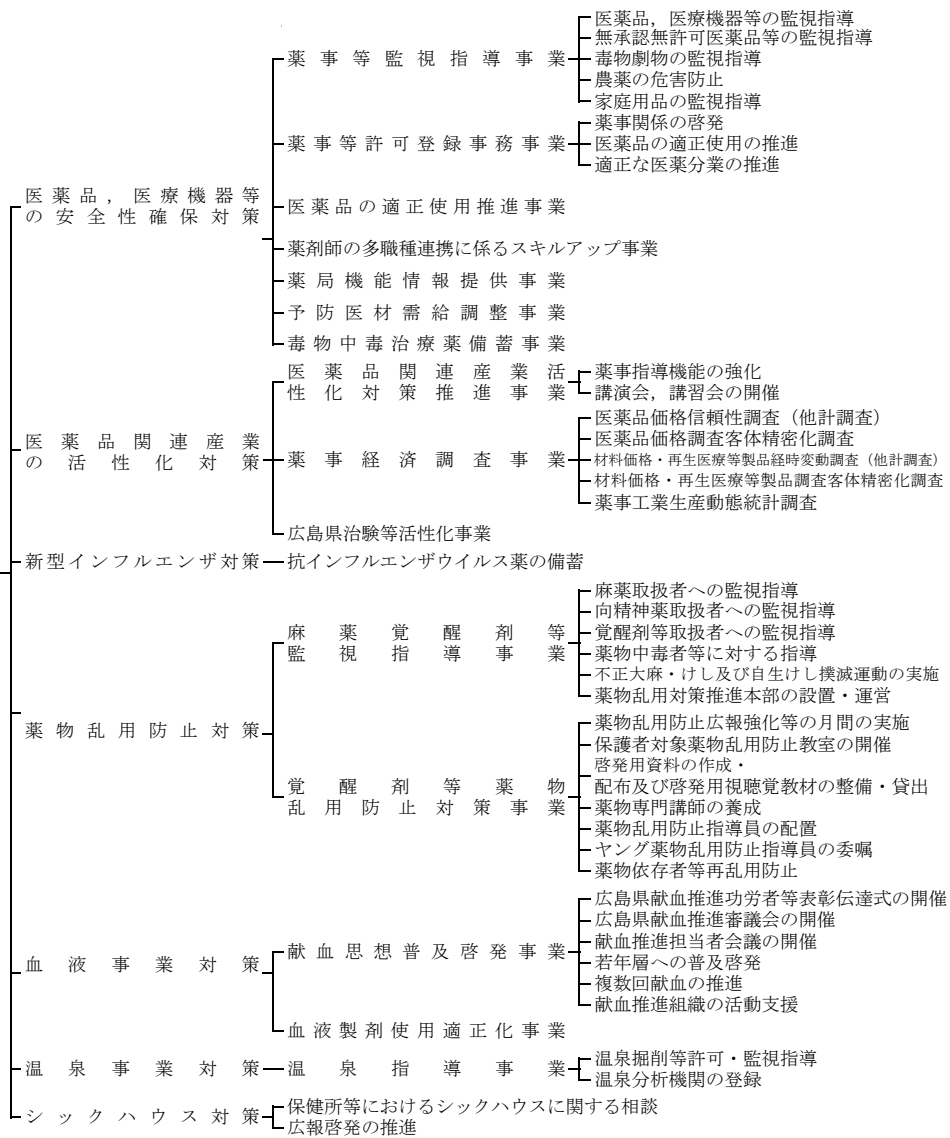 医薬品，医療機器等
の安全性確保対策
薬事等監視指導事業
医薬品，医療機器等の監視指導
無承認無許可医薬品等の監視指導
毒物劇物の監視指導
農薬の危害防止
家庭用品の監視指導
薬事等許可登録事務事業
薬事関係の啓発
医薬品の適正使用の推進
適正な医薬分業の推進
医薬品の適正使用推進事業
薬剤師の多職種連携に係るスキルアップ事業
薬局機能情報提供事業
予防医材需給調整事業
毒物中毒治療薬備蓄事業
医薬品関連産業
の活性化対策
医薬品関連産業活
性化対策推進事業
薬事指導機能の強化
講演会，講習会の開催
薬事経済調査事業
医薬品価格信頼性調査（他計調査）
医薬品価格調査客体精密化調査
材料価格・再生医療等製品経時変動調査（他計調査）
材料価格・再生医療等製品調査客体精密化調査
薬事工業生産動態統計調査
広島県治験等活性化事業
新型インフルエンザ対策
抗インフルエンザウイルス薬の備蓄
薬物乱用防止対策
麻薬覚醒剤等
監視指導事業
麻薬取扱者への監視指導
向精神薬取扱者への監視指導
覚醒剤等取扱者への監視指導
薬物中毒者等に対する指導
不正大麻・けし及び自生けし撲滅運動の実施
薬物乱用対策推進本部の設置・運営
覚醒剤等薬物
乱用防止対策事業
薬物乱用防止広報強化等の月間の実施
保護者対象薬物乱用防止教室の開催
啓発用資料の作成・
配布及び啓発用視聴覚教材の整備・貸出
薬物専門講師の養成
薬物乱用防止指導員の配置
ヤング薬物乱用防止指導員の委嘱
薬物依存者等再乱用防止
血液事業対策
献血思想普及啓発事業
広島県献血推進功労者等表彰伝達式の開催
広島県献血推進審議会の開催
献血推進担当者会議の開催
若年層への普及啓発
複数回献血の推進
献血推進組織の活動支援
血液製剤使用適正化事業
温泉事業対策
温泉指導事業
温泉掘削等許可・監視指導
温泉分析機関の登録
シックハウス対策
保健所等におけるシックハウスに関する相談
広報啓発の推進